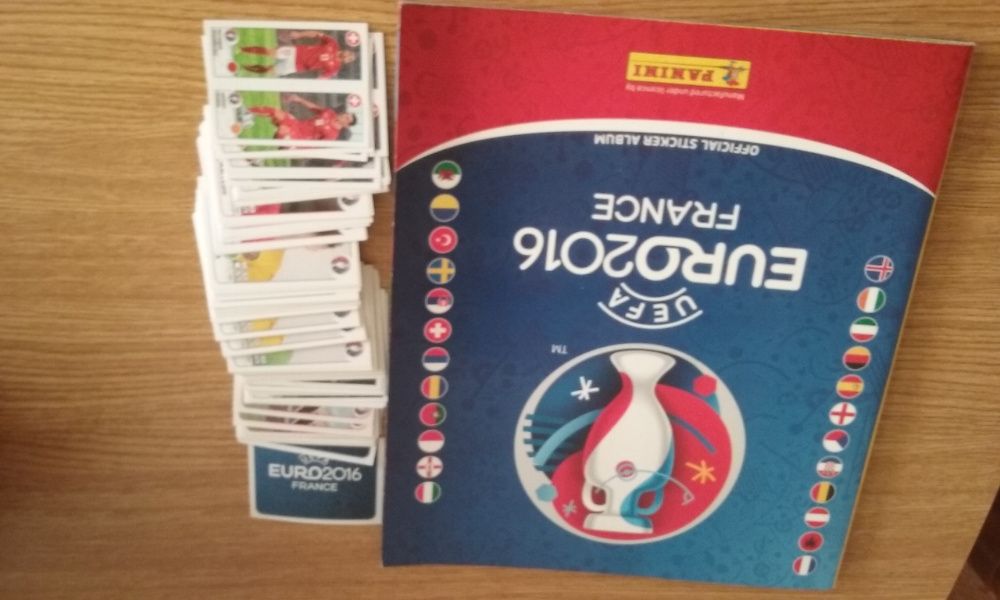 UEFA
EURO2016
FRANCE
OFFICIAL STICKER ALBUM
Manufactured under licence by
PANINI
TM
EURO2016
FRANCE